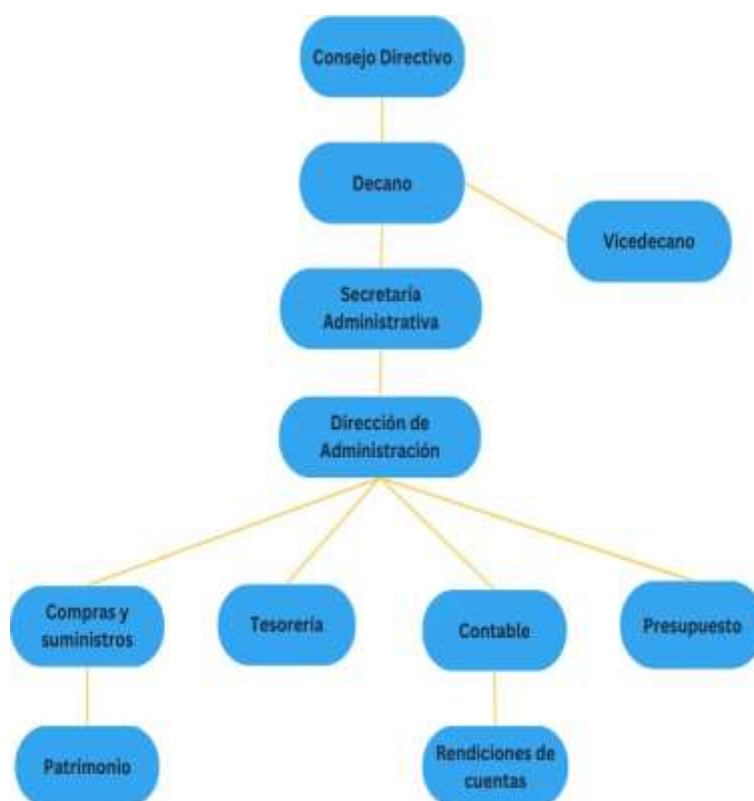 Consejo Directivo
Decano
Vicedecano
Secretaría
Administrativa
Dirección de
Administración
Compras y
suministros
Tesorería
Contable
Presupuesto
Patrimonio
Rendiciones de
cuentas